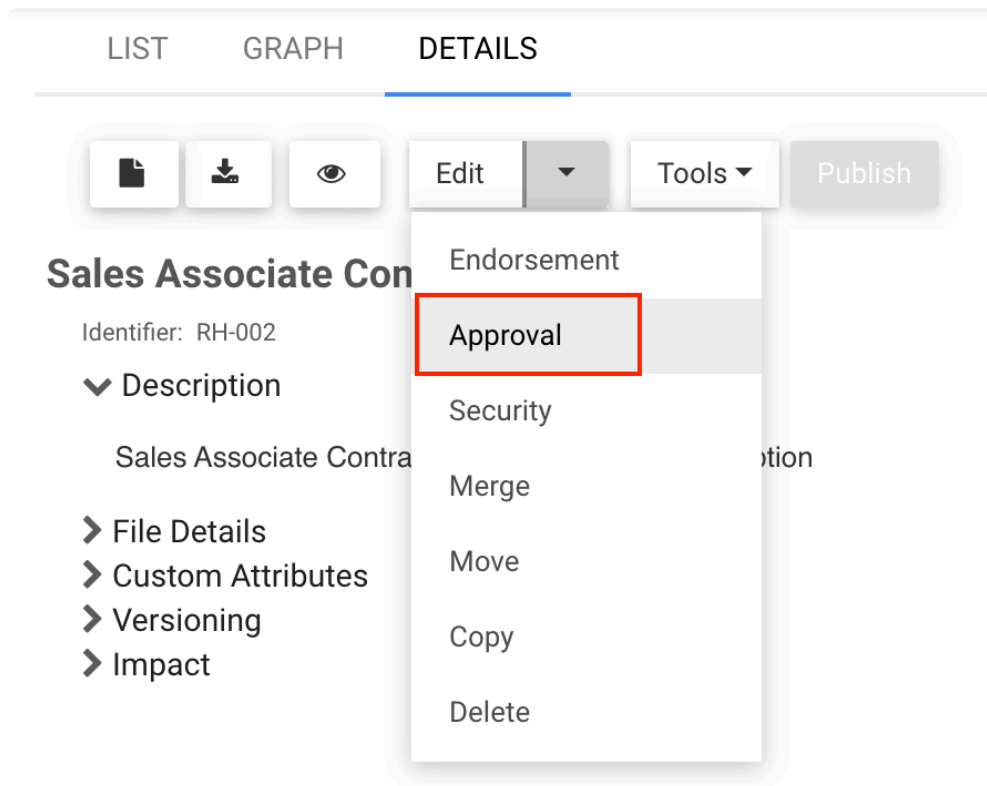 LIST GRAPH DETAILS
Edit Tools Publish
Endorsement
Sales Associate Con
Identifier: RH-002
Approval
Description
Security
Sales Associate Contra ption
Merge
File Details
Move
Custom Attributes
Versioning
Copy
Impact
Delete